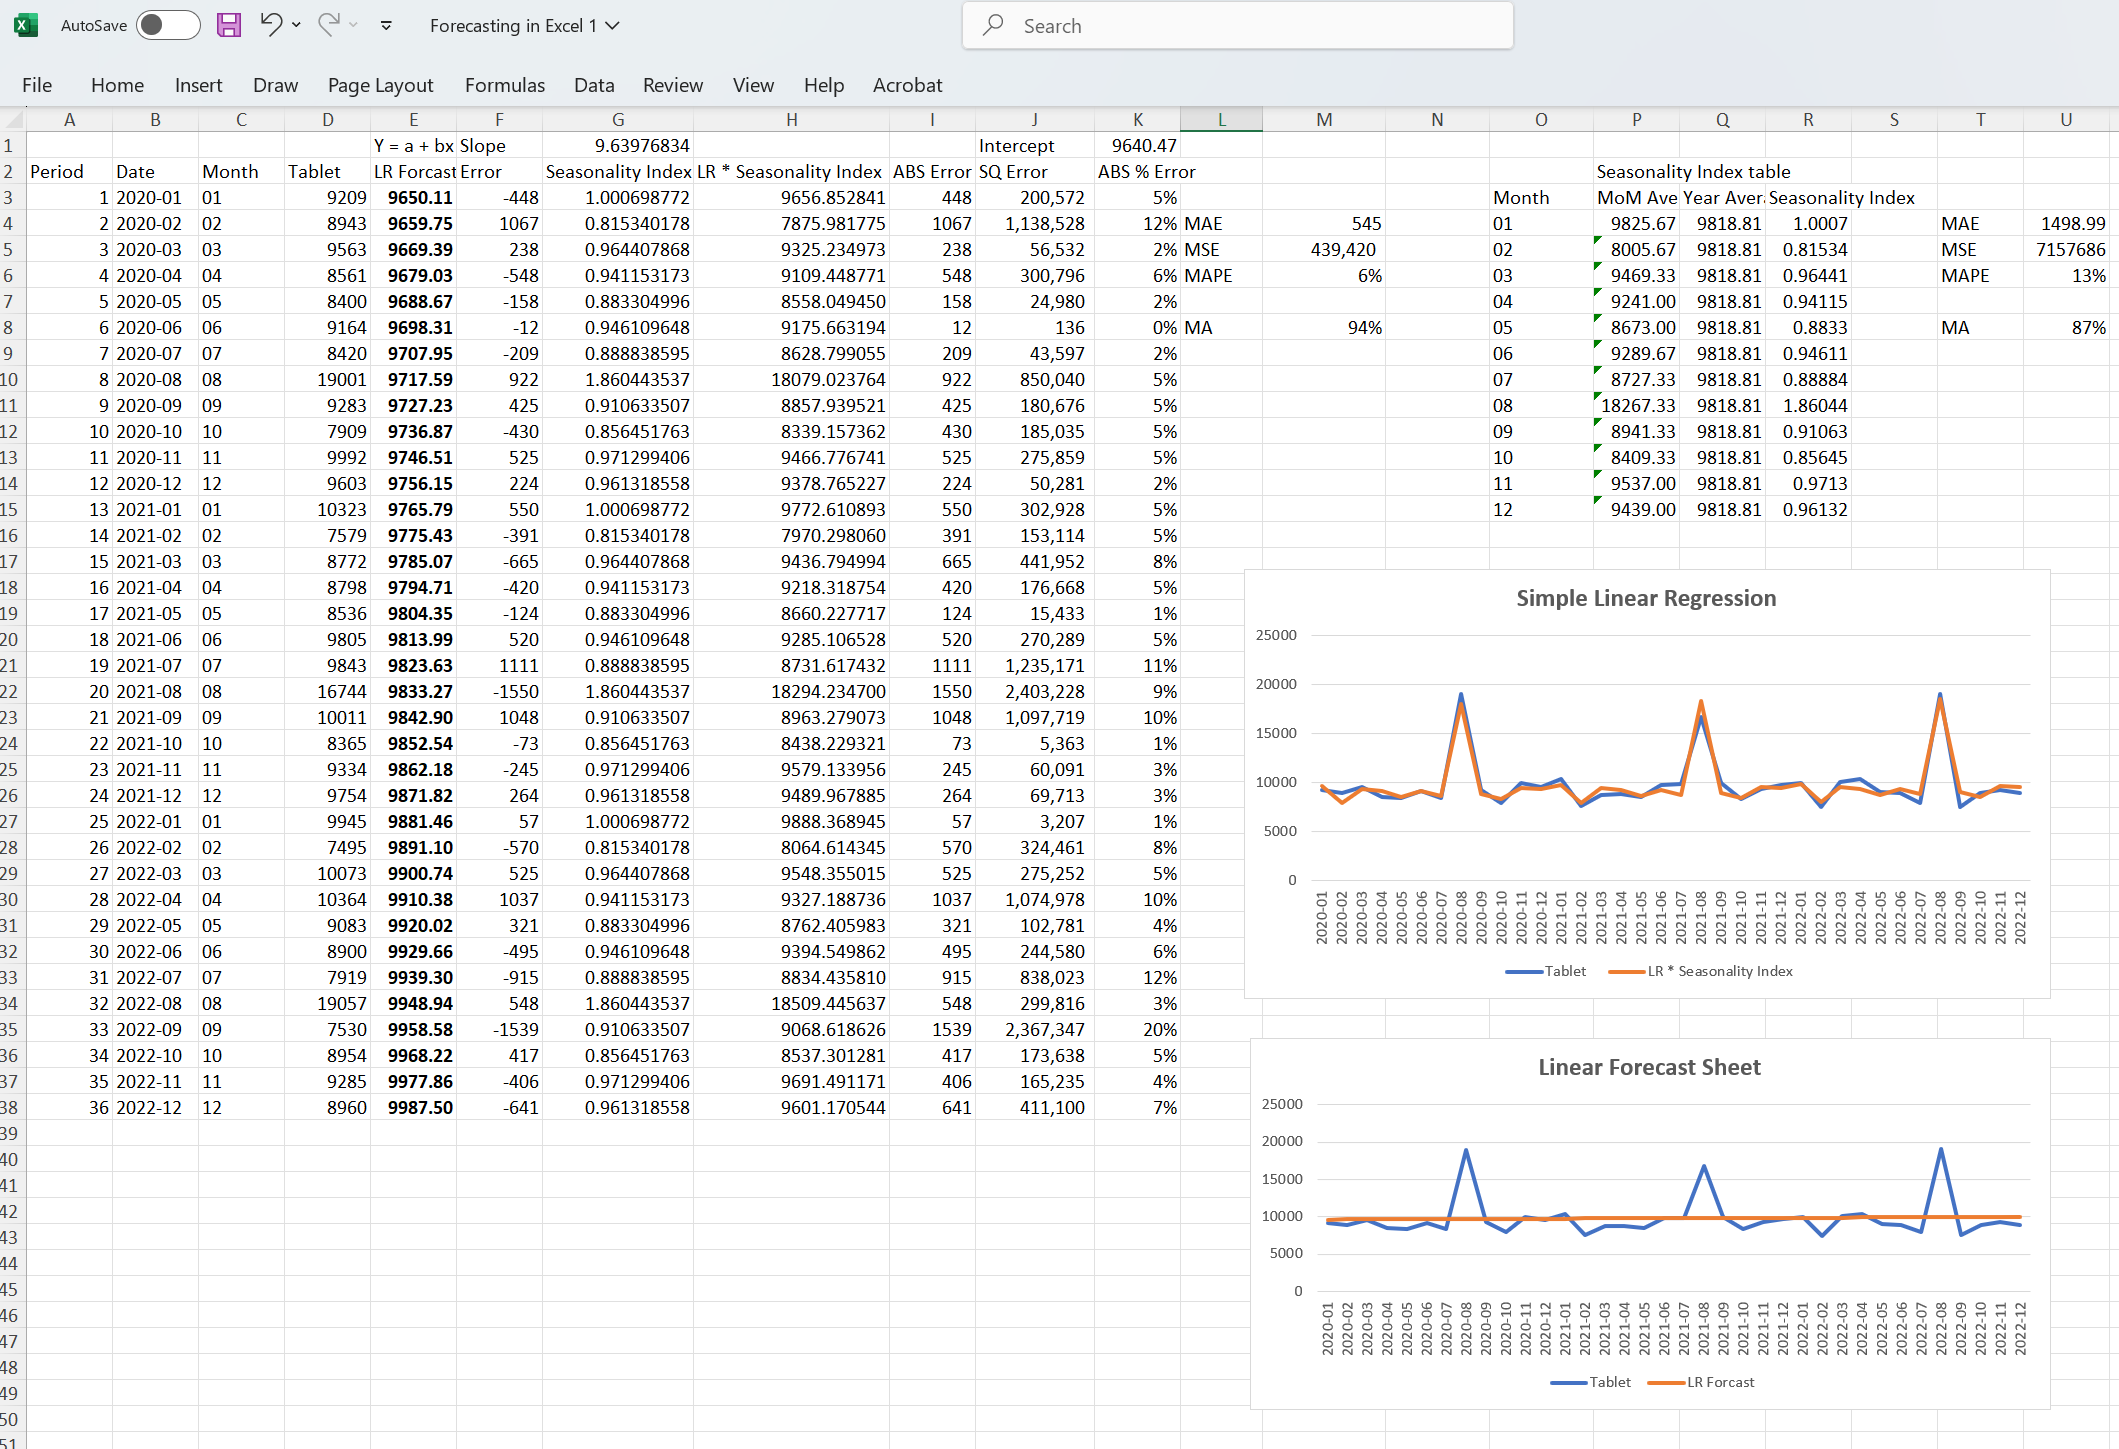 AutoSave Forecasting in Excel 1 Search
File Home Insert Draw Page Layout Formulas Data Review View Help Acrobat
A B C D E F G H I J K L M N O P Q R S T U
1 Y = a + bx Slope 9.63976834 Intercept 9640.47
2 Period Date Month Tablet LR Forcast Error Seasonality Index LR * Seasonality Index ABS Error SQ Error ABS % Error Seasonality Index table
3 1 2020-01 01 9209 9650.11 -448 1.000698772 9656.852841 448 200,572 5% Month MoM Ave Year Aver Seasonality Index
4 2 2020-02 02 8943 9659.75 1067 0.815340178 7875.981775 1067 1,138,528 12% MAE 545 01 9825.67 9818.81 1.0007 MAE 1498.99
5 3 2020-03 03 9563 9669.39 238 0.964407868 9325.234973 238 56,532 2% MSE 439,420 02 8005.67 9818.81 0.81534 MSE 7157686
6 4 2020-04 04 8561 9679.03 -548 0.941153173 9109.448771 548 300,796 6% MAPE 6% 03 9469.33 9818.81 0.96441 MAPE 13%
7 5 2020-05 05 8400 9688.67 -158 0.883304996 8558.049450 158 24,980 2% 04 9241.00 9818.81 0.94115
8 6 2020-06 06 9164 9698.31 -12 0.946109648 9175.663194 12 136 0% MA 94% 05 8673.00 9818.81 0.8833 MA 87%
9 7 2020-07 07 8420 9707.95 -209 0.888838595 8628.799055 209 43,597 2% 06 9289.67 9818.81 0.94611
10 8 2020-08 08 19001 9717.59 922 1.860443537 18079.023764 922 850,040 5% 07 8727.33 9818.81 0.88884
11 9 2020-09 09 9283 9727.23 425 0.910633507 8857.939521 425 180,676 5% 08 18267.33 9818.81 1.86044
12 10 2020-10 10 7909 9736.87 -430 0.856451763 8339.157362 430 185,035 5% 09 8941.33 9818.81 0.91063
13 11 2020-11 11 9992 9746.51 525 0.971299406 9466.776741 525 275,859 5% 10 8409.33 9818.81 0.85645
14 12 2020-12 12 9603 9756.15 224 0.961318558 9378.765227 224 50,281 2% 11 9537.00 9818.81 0.9713
15 13 2021-01 01 10323 9765.79 550 1.000698772 9772.610893 550 302,928 5% 12 9439.00 9818.81 0.96132
16 14 2021-02 02 7579 9775.43 -391 0.815340178 7970.298060 391 153,114 5%
17 15 2021-03 03 8772 9785.07 -665 0.964407868 9436.794994 665 441,952 8%
18 16 2021-04 04 8798 9794.71 -420 0.941153173 9218.318754 420 176,668 5%
19 17 2021-05 05 8536 9804.35 -124 0.883304996 8660.227717 124 15,433 1%
20 18 2021-06 06 9805 9813.99 520 0.946109648 9285.106528 520 270,289 5%
21 19 2021-07 07 9843 9823.63 1111 0.888838595 8731.617432 1111 1,235,171 11%
22 20 2021-08 08 16744 9833.27 -1550 1.860443537 18294.234700 1550 2,403,228 9%
23 21 2021-09 09 10011 9842.90 1048 0.910633507 8963.279073 1048 1,097,719 10%
24 22 2021-10 10 8365 9852.54 -73 0.856451763 8438.229321 73 5,363 1%
25 23 2021-11 11 9334 9862.18 -245 0.971299406 9579.133956 245 60,091 3%
26 24 2021-12 12 9754 9871.82 264 0.961318558 9489.967885 264 69,713 3%
27 25 2022-01 01 9945 9881.46 57 1.000698772 9888.368945 57 3,207 1%
28 26 2022-02 02 7495 9891.10 -570 0.815340178 8064.614345 570 324,461 8%
29 27 2022-03 03 10073 9900.74 525 0.964407868 9548.355015 525 275,252 5%
30 28 2022-04 04 10364 9910.38 1037 0.941153173 9327.188736 1037 1,074,978 10%
31 29 2022-05 05 9083 9920.02 321 0.883304996 8762.405983 321 102,781 4%
32 30 2022-06 06 8900 9929.66 -495 0.946109648 9394.549862 495 244,580 6%
33 31 2022-07 07 7919 9939.30 -915 0.888838595 8834.435810 915 838,023 12%
34 32 2022-08 08 19057 9948.94 548 1.860443537 18509.445637 548 299,816 3%
35 33 2022-09 09 7530 9958.58 -1539 0.910633507 9068.618626 1539 2,367,347 20%
36 34 2022-10 10 8954 9968.22 417 0.856451763 8537.301281 417 173,638 5%
37 35 2022-11 11 9285 9977.86 -406 0.971299406 9691.491171 406 165,235 4%
38 36 2022-12 12 8960 9987.50 -641 0.961318558 9601.170544 641 411,100 7%
39
40
41
42
43
44
45
46
47
48
49
50
51
Simple Linear Regression
25000
20000
15000
10000
5000
0
2020-01 2020-02 2020-03 2020-04 2020-05 2020-06 2020-07 2020-08 2020-09 2020-10 2020-11 2020-12 2021-01 2021-02 2021-03 2021-04 2021-05 2021-06 2021-07 2021-08 2021-09 2021-10 2021-11 2021-12 2022-01 2022-02 2022-03 2022-04 2022-05 2022-06 2022-07 2022-08 2022-09 2022-10 2022-11 2022-12
Tablet LR * Seasonality Index
Linear Forecast Sheet
25000
20000
15000
10000
5000
0
2020-01 2020-02 2020-03 2020-04 2020-05 2020-06 2020-07 2020-08 2020-09 2020-10 2020-11 2020-12 2021-01 2021-02 2021-03 2021-04 2021-05 2021-06 2021-07 2021-08 2021-09 2021-10 2021-11 2021-12 2022-01 2022-02 2022-03 2022-04 2022-05 2022-06 2022-07 2022-08 2022-09 2022-10 2022-11 2022-12
Tablet LR Forcast